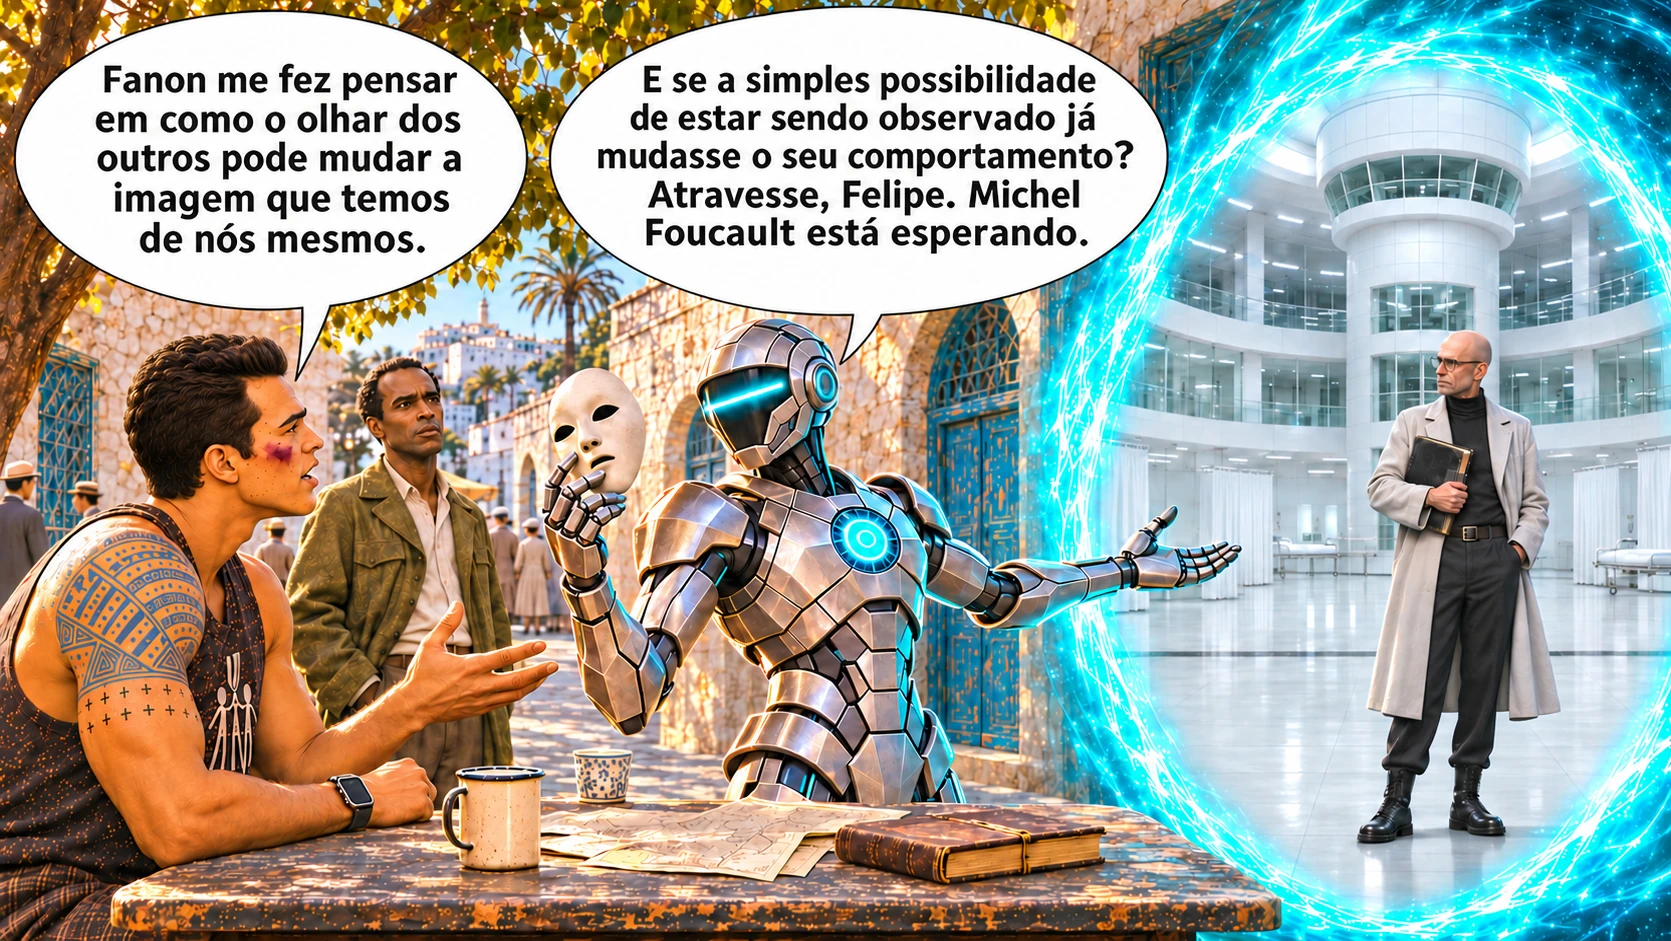 Fanon me fez pensar
em como o olhar dos
outros pode mudar a
imagem que temos
de nós mesmos.
E se a simples possibilidade
de estar sendo observado já
mudasse o seu comportamento?
Atravesse, Felipe. Michel
Foucault está esperando.